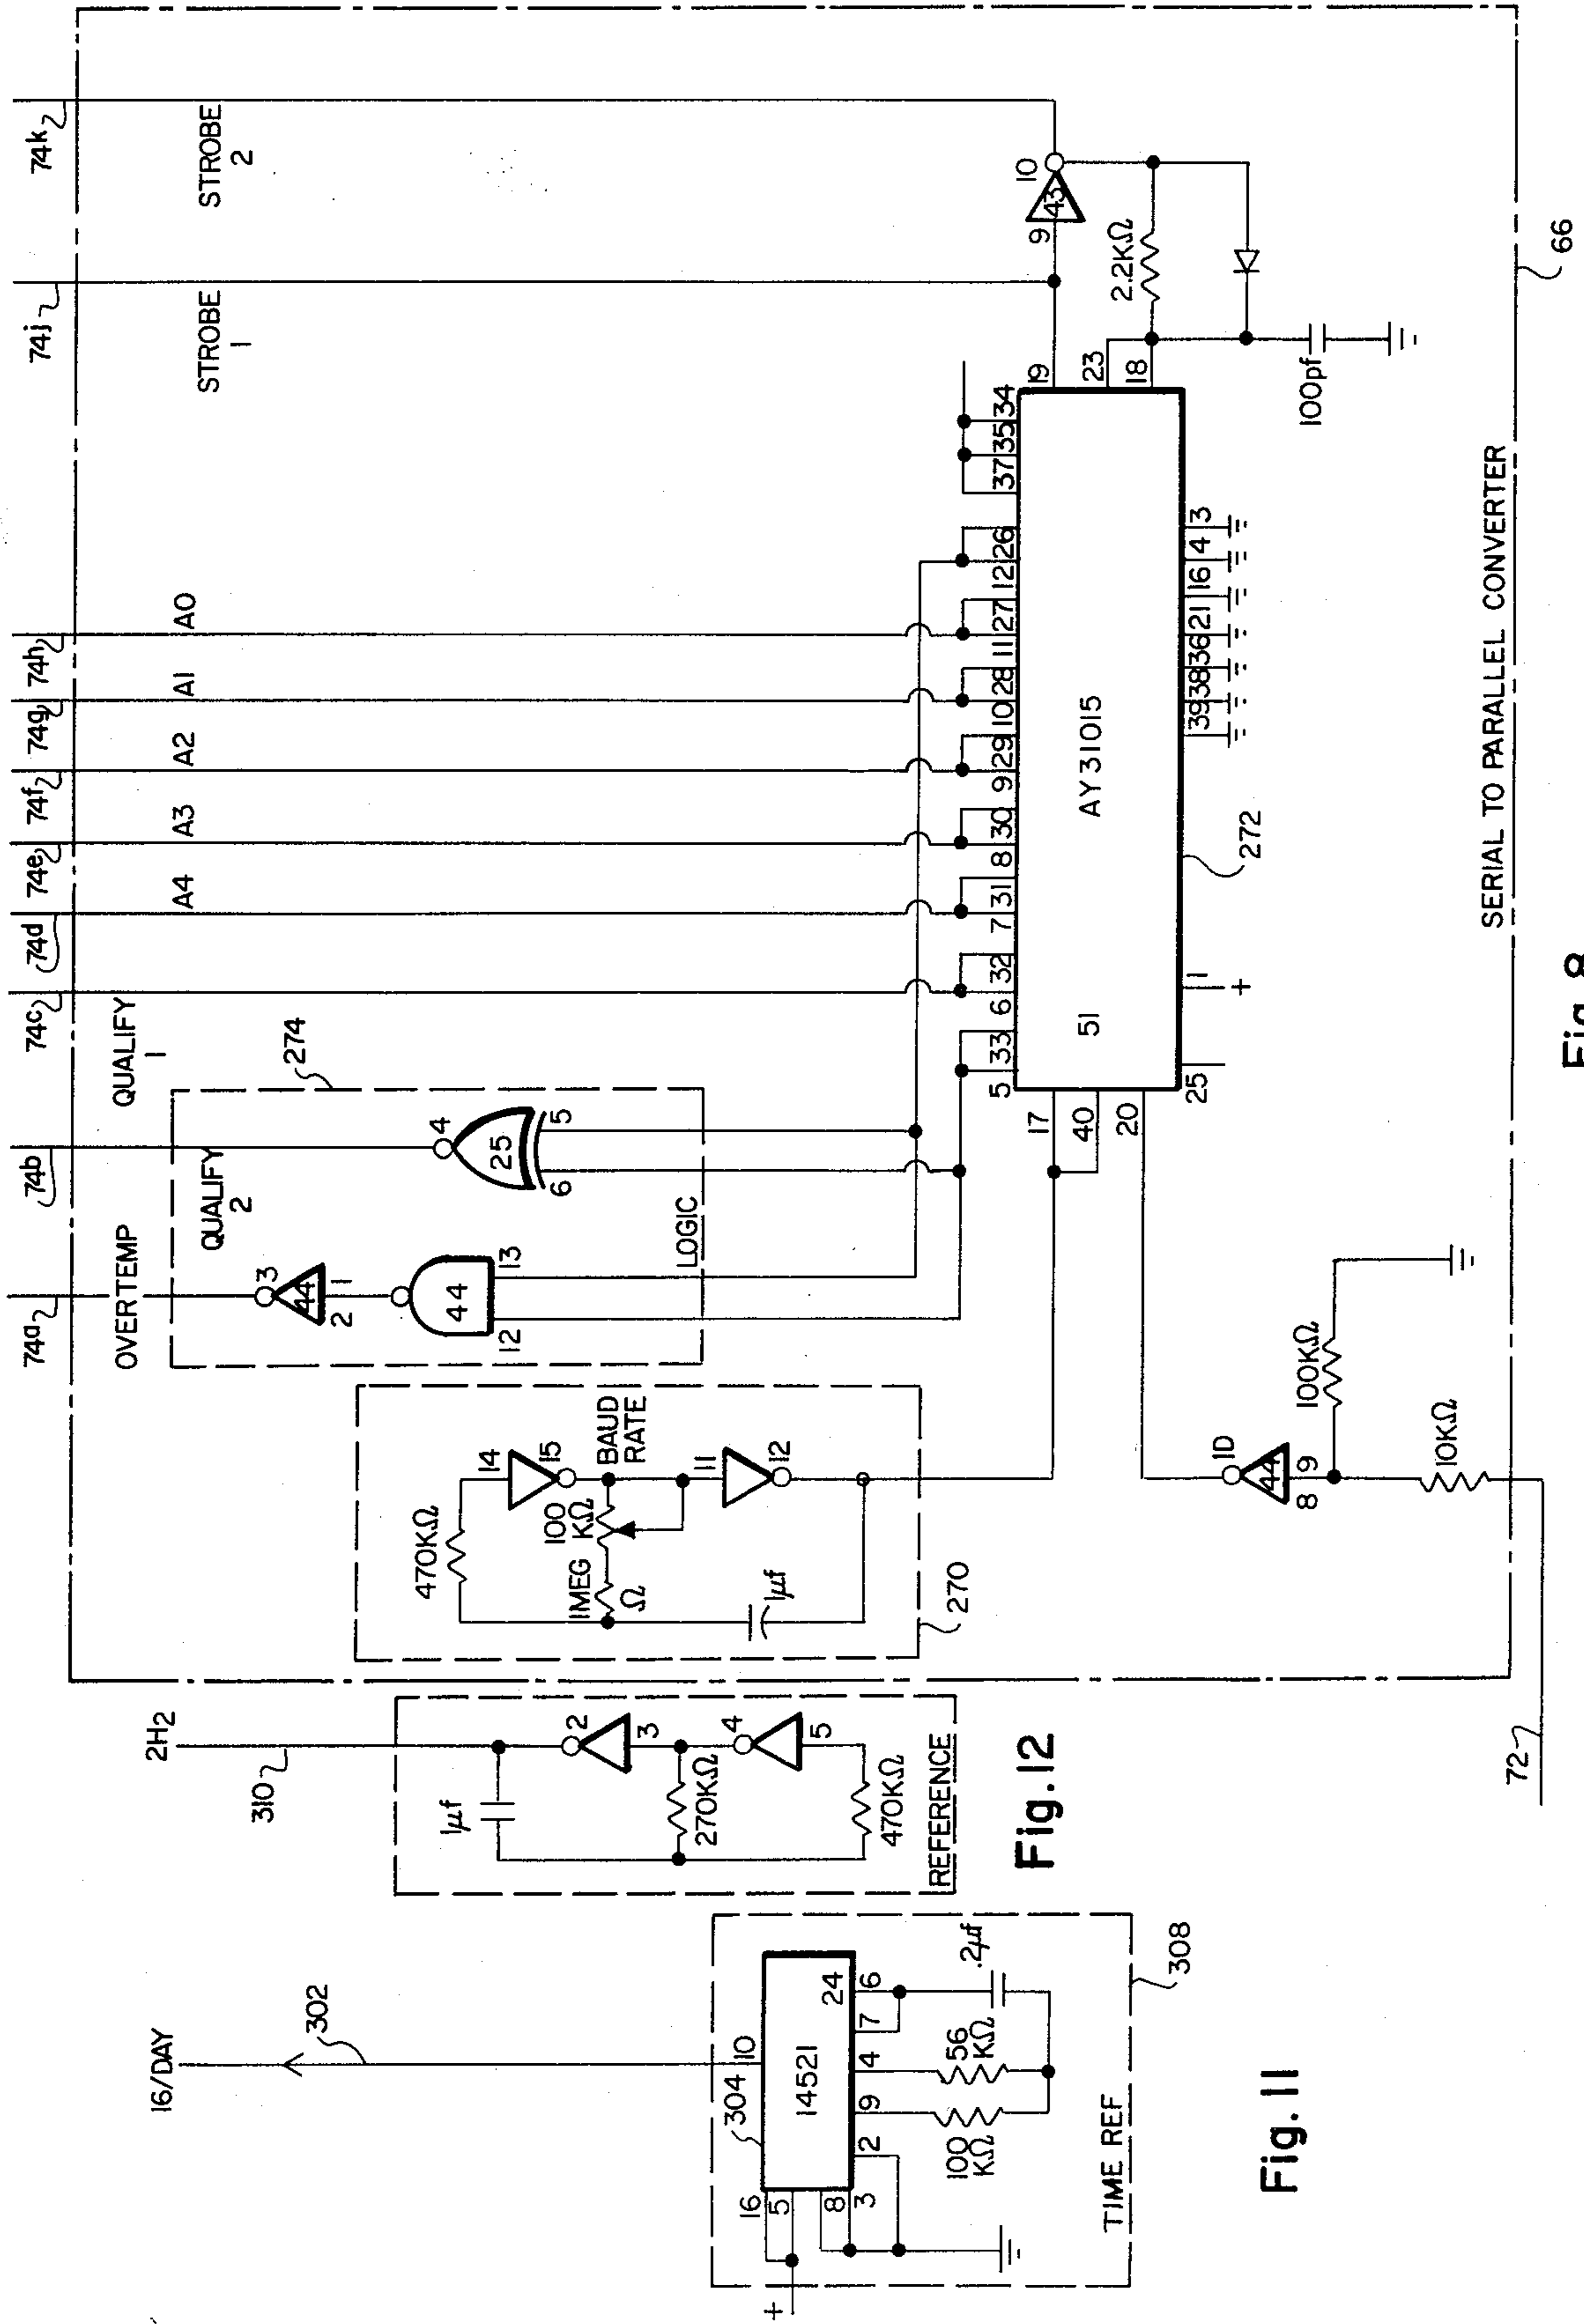 74a
74b
74c
74d
74e
74f
74g
74h
74j
74k
OVERTEMP
QUALIFY
2
QUALIFY
1
A4
A3
A2
A1
A0
STROBE
1
STROBE
2
274
3
44
1
2
44
12
13
4
25
6
5
LOGIC
470KΩ
14
15
BAUD
RATE
100
KΩ
1MEG
Ω
11
12
1µf
270
5
33
6
32
7
31
8
30
9
29
10
28
11
27
12
26
37
35
34
17
40
20
51
AY31015
19
23
18
25
1
+
39
38
36
21
16
4
3
272
9
43
10
2.2KΩ
100pf
10
44
8
9
100KΩ
10KΩ
72
SERIAL TO PARALLEL CONVERTER
66
Fig. 8
2H2
310
1µf
2
3
4
5
270KΩ
470KΩ
REFERENCE
Fig.12
16/DAY
302
304
10
16
5
8
3
14521
24
2
9
4
7
6
100
KΩ
56
KΩ
.2µf
+
TIME REF
308
Fig.11